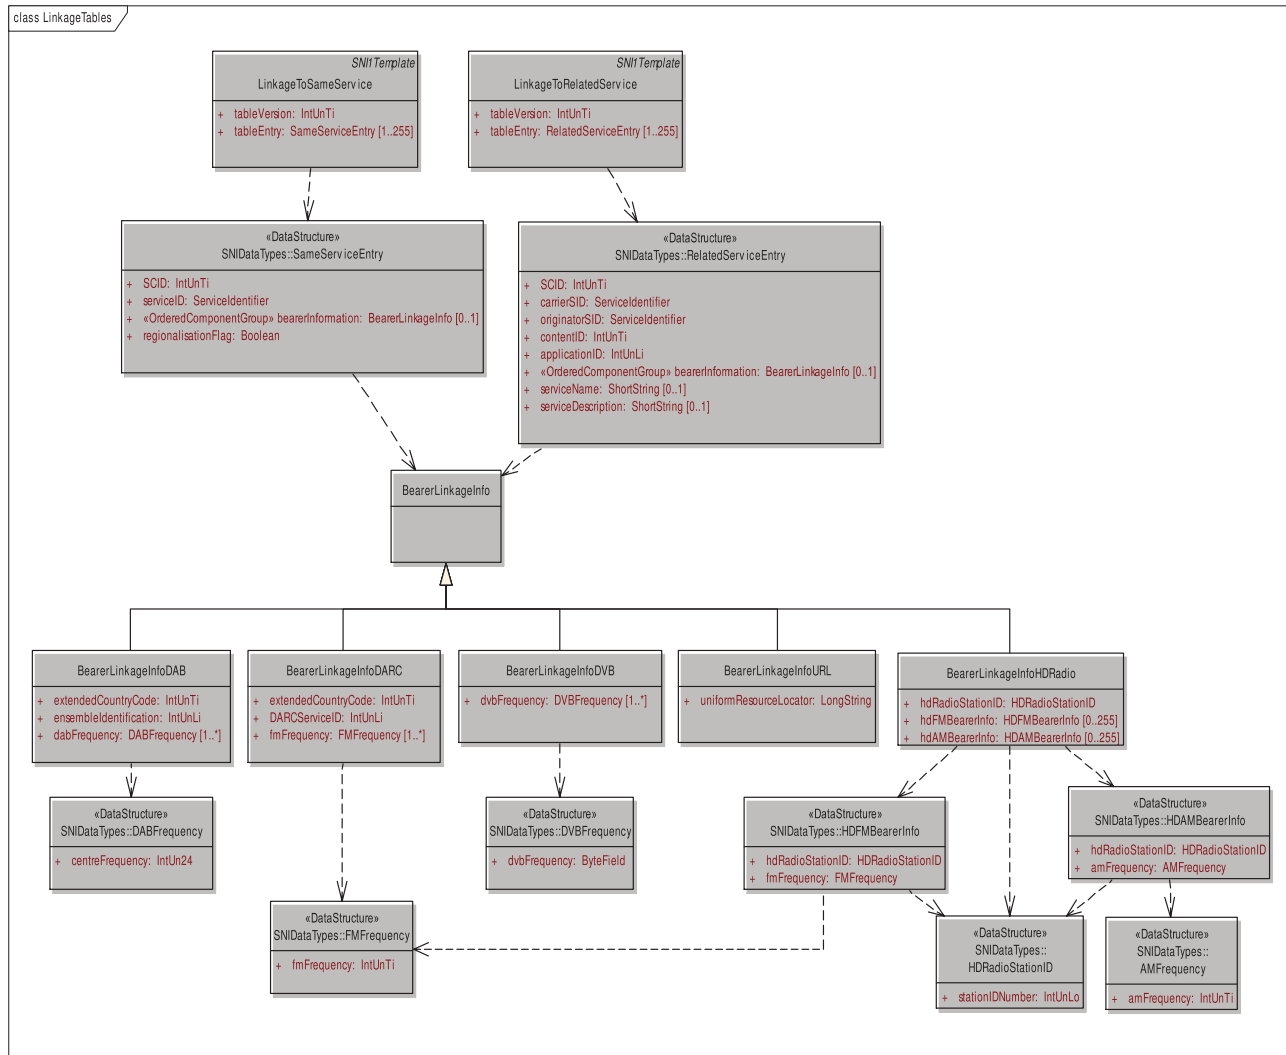 class LinkageTables
SNI1Template
LinkageToSameService
+ tableVersion: IntUnTi
+ tableEntry: SameServiceEntry [1..255]
SNI1Template
LinkageToRelatedService
+ tableVersion: IntUnTi
+ tableEntry: RelatedServiceEntry [1..255]
«DataStructure»
SNIDataTypes::SameServiceEntry
+ SCID: IntUnTi
+ serviceID: ServiceIdentifier
+ «OrderedComponentGroup» bearerInformation: BearerLinkageInfo [0..1]
+ regionalisationFlag: Boolean
«DataStructure»
SNIDataTypes::RelatedServiceEntry
+ SCID: IntUnTi
+ carrierSID: ServiceIdentifier
+ originatorSID: ServiceIdentifier
+ contentID: IntUnTi
+ applicationID: IntUnLi
+ «OrderedComponentGroup» bearerInformation: BearerLinkageInfo [0..1]
+ serviceName: ShortString [0..1]
+ serviceDescription: ShortString [0..1]
BearerLinkageInfo
BearerLinkageInfoDAB
+ extendedCountryCode: IntUnTi
+ ensembleIdentification: IntUnLi
+ dabFrequency: DABFrequency [1..*]
BearerLinkageInfoDARC
+ extendedCountryCode: IntUnTi
+ DARCServiceID: IntUnLi
+ fmFrequency: FMFrequency [1..*]
BearerLinkageInfoDVB
+ dvbFrequency: DVBFrequency [1..*]
BearerLinkageInfoURL
+ uniformResourceLocator: LongString
BearerLinkageInfoHDRadio
+ hdRadioStationID: HDRadioStationID
+ hdFMBearerInfo: HDFMBearerInfo [0..255]
+ hdAMBearerInfo: HDAMBearerInfo [0..255]
«DataStructure»
SNIDataTypes::DABFrequency
+ centreFrequency: IntUn24
«DataStructure»
SNIDataTypes::DVBFrequency
+ dvbFrequency: ByteField
«DataStructure»
SNIDataTypes::HDFMBearerInfo
+ hdRadioStationID: HDRadioStationID
+ fmFrequency: FMFrequency
«DataStructure»
SNIDataTypes::HDAMBearerInfo
+ hdRadioStationID: HDRadioStationID
+ amFrequency: AMFrequency
«DataStructure»
SNIDataTypes::FMFrequency
+ fmFrequency: IntUnTi
«DataStructure»
SNIDataTypes::
HDRadioStationID
+ stationIDNumber: IntUnLo
«DataStructure»
SNIDataTypes::
AMFrequency
+ amFrequency: IntUnTi